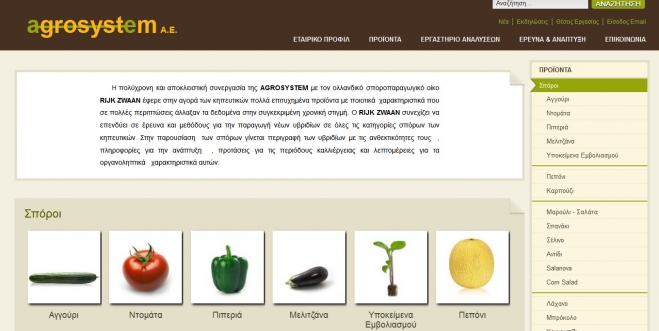 Αναζήτηση...
ΑΝΑΖΗΤΗΣΗ
agrosystem A.E.
Νέα | Εκδηλώσεις | Θέσεις Εργασίας | Είσοδος Email
ΕΤΑΙΡΙΚΟ ΠΡΟΦΙΛ ΠΡΟΪΟΝΤΑ ΕΡΓΑΣΤΗΡΙΟ ΑΝΑΛΥΣΕΩΝ ΕΡΕΥΝΑ & ΑΝΑΠΤΥΞΗ ΕΠΙΚΟΙΝΩΝΙΑ
Η πολύχρονη και αποκλειστική συνεργασία της AGROSYSTEM με τον ολλανδικό σποροπαραγωγικό οίκο
RIJK ZWAAN έφερε στην αγορά των κηπευτικών πολλά επιτυχημένα προϊόντα με ποιοτικά χαρακτηριστικά που
σε πολλές περιπτώσεις άλλαξαν τα δεδομένα στην συγκεκριμένη χρονική στιγμή. Ο RIJK ZWAAN συνεχίζει να
επενδύει σε έρευνα και μεθόδους για την παραγωγή νέων υβριδίων σε όλες τις κατηγορίες σπόρων των
κηπευτικών. Στην παρουσίαση των σπόρων γίνεται περιγραφή των υβριδίων με τις ανθεκτικότητες τους ,
πληροφορίες για την ανάπτυξη , προτάσεις για τις περιόδους καλλιέργειας και λεπτομέρειες για τα
οργανοληπτικά χαρακτηριστικά αυτών.
Σπόροι
Αγγούρι Ντομάτα Πιπεριά Μελιτζάνα Υποκείμενα Εμβολιασμού Πεπόνι
ΠΡΟΪΟΝΤΑ
Σπόροι
Αγγούρι
Ντομάτα
Πιπεριά
Μελιτζάνα
Υποκείμενα Εμβολιασμού
Πεπόνι
Καρπούζι
Μαρούλι - Σαλάτα
Σπανάκι
Σέλινο
Αντίδι
Salanova
Corn Salad
Λάχανο
Μπρόκολο